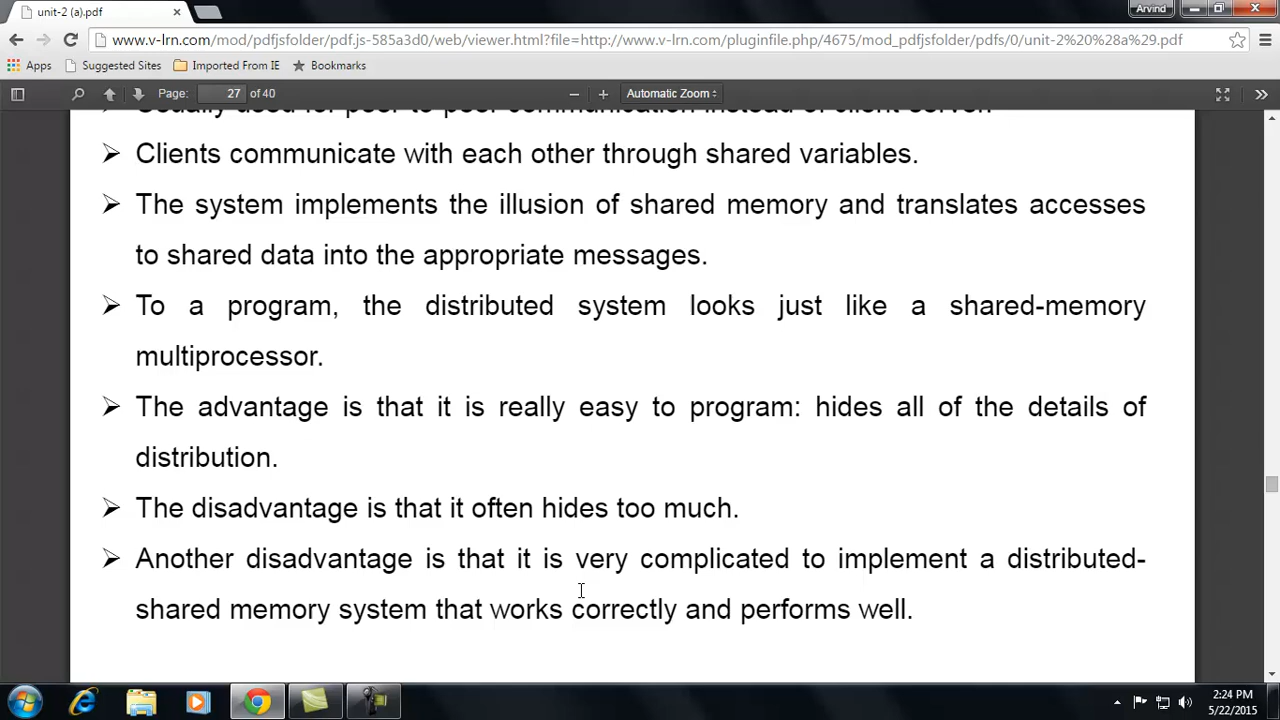 unit-2 (a).pdf
Arvind
www.v-lrn.com/mod/pdfjsfolder/pdf.js-585a3d0/web/viewer.html?file=http://www.v-lrn.com/pluginfile.php/4675/mod_pdfjsfolder/pdfs/0/unit-2%20%28a%29.pdf
Apps Suggested Sites Imported From IE Bookmarks
Page: 27 of 40 Automatic Zoom
Usually used for peer to peer communication instead of client server.
Clients communicate with each other through shared variables.
The system implements the illusion of shared memory and translates accesses
to shared data into the appropriate messages.
To a program, the distributed system looks just like a shared-memory
multiprocessor.
The advantage is that it is really easy to program: hides all of the details of
distribution.
The disadvantage is that it often hides too much.
Another disadvantage is that it is very complicated to implement a distributed-
shared memory system that works correctly and performs well.
2:24 PM
5/22/2015